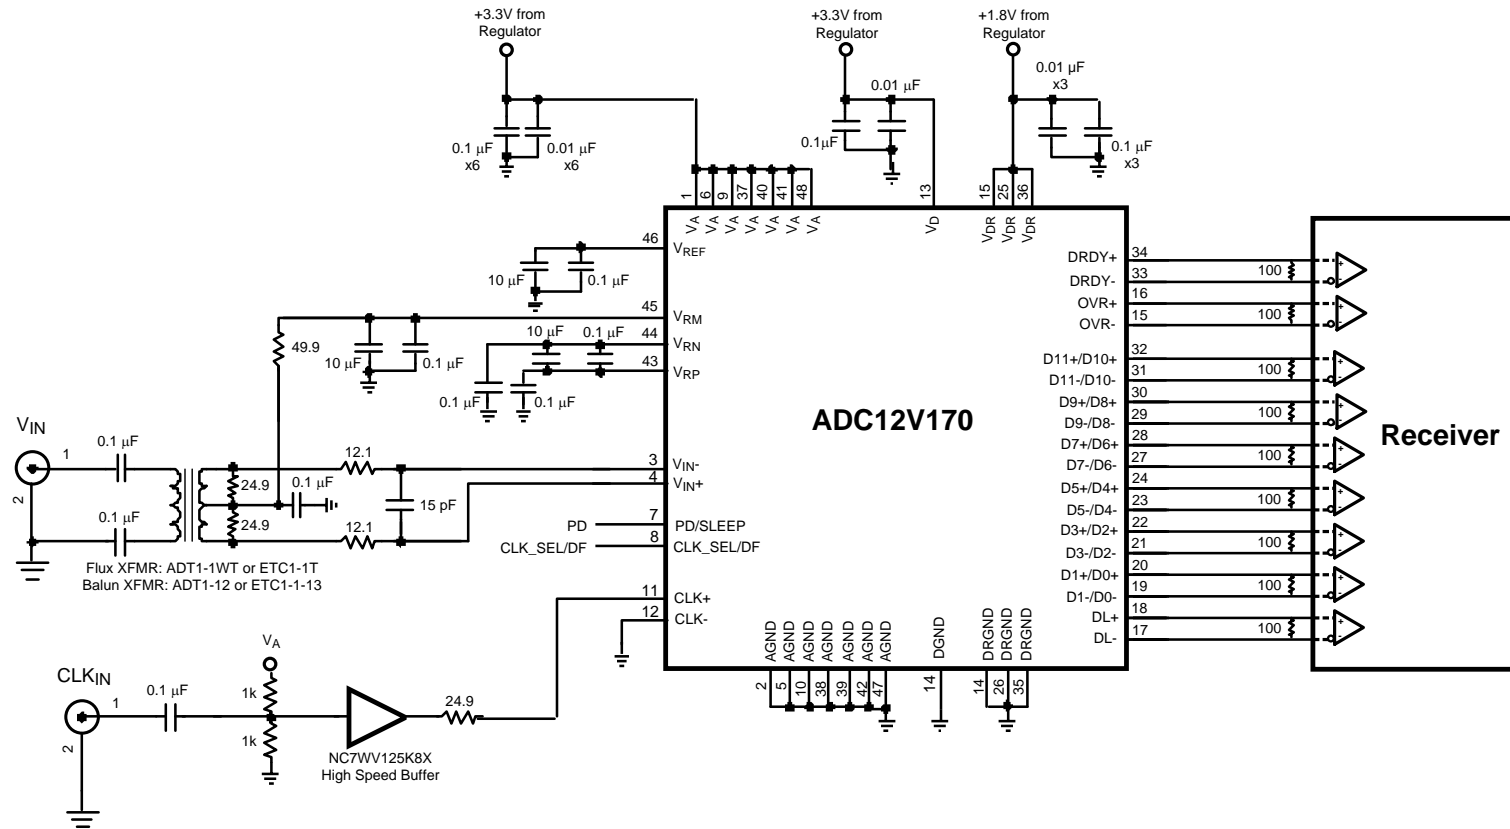 +3.3V from
Regulator
+3.3V from
Regulator
+1.8V from
Regulator
0.1 µF
x6
0.01 µF
x6
0.01 µF
0.1µF
0.01 µF
x3
0.1 µF
x3
1
6
9
37
40
41
48
13
15
25
36
VA
VA
VA
VA
VA
VA
VA
VD
VDR
VDR
VDR
46
VREF
10 µF
0.1 µF
45
VRM
49.9
10 µF
0.1 µF
44
VRN
10 µF
0.1 µF
43
VRP
0.1 µF
0.1 µF
ADC12V170
Receiver
VIN
1
2
0.1 µF
0.1 µF
24.9
24.9
0.1 µF
12.1
12.1
15 pF
3
VIN-
4
VIN+
PD
7
PD/SLEEP
CLK_SEL/DF
8
CLK_SEL/DF
Flux XFMR: ADT1-1WT or ETC1-1T
Balun XFMR: ADT1-12 or ETC1-1-13
11
CLK+
12
CLK-
CLKIN
1
2
0.1 µF
VA
1k
1k
NC7WV125K8X
High Speed Buffer
24.9
AGND
AGND
AGND
AGND
AGND
AGND
AGND
DGND
DRGND
DRGND
DRGND
2
5
10
38
39
42
47
14
14
26
35
DRDY+
34
DRDY-
33
100
+
-
OVR+
16
OVR-
15
100
+
-
D11+/D10+
32
D11-/D10-
31
100
+
-
D9+/D8+
30
D9-/D8-
29
100
+
-
D7+/D6+
28
D7-/D6-
27
100
+
-
D5+/D4+
24
D5-/D4-
23
100
+
-
D3+/D2+
22
D3-/D2-
21
100
+
-
D1+/D0+
20
D1-/D0-
19
100
+
-
DL+
18
DL-
17
100
+
-